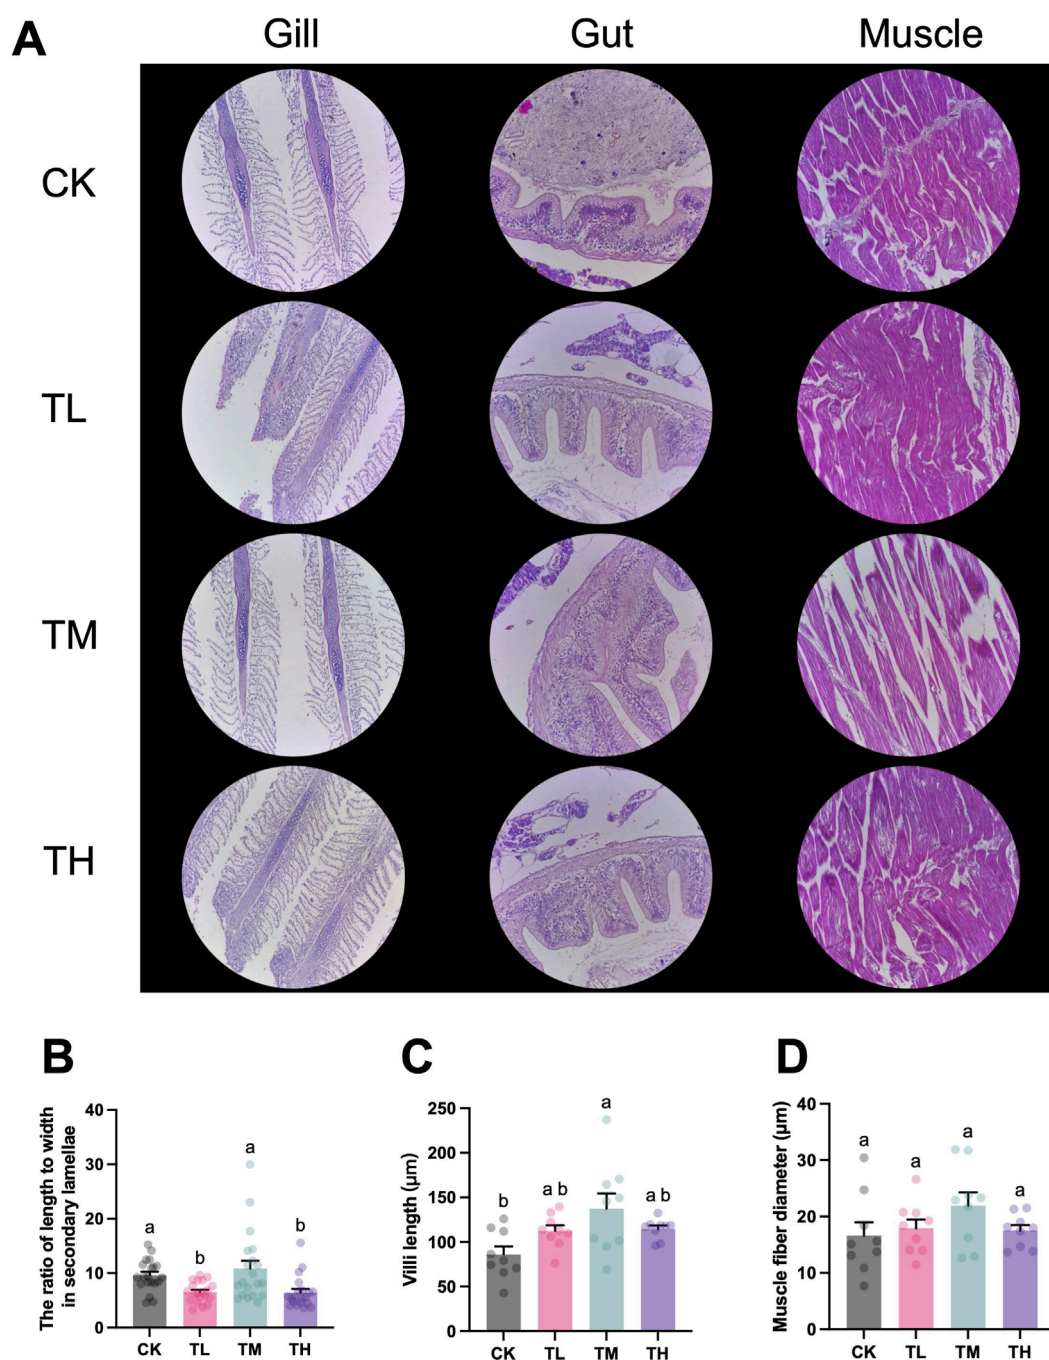 A
Gill
Gut
Muscle
CK
TL
TM
TH
B
The ratio of length to width
in secondary lamellae
40
30
20
10
0
a
b
a
b
CK
TL
TM
TH
C
Villi length (μm)
250
200
150
100
50
0
b
a b
a
a b
CK
TL
TM
TH
D
Muscle fiber diameter (μm)
40
30
20
10
0
a
a
a
a
CK
TL
TM
TH